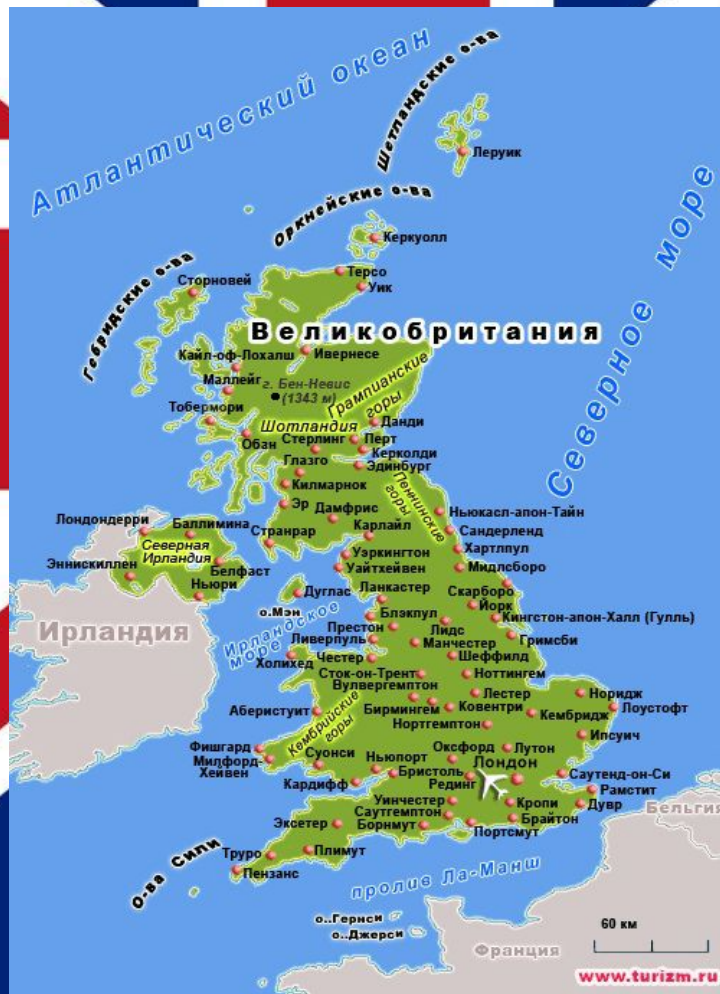 Атлантический океан
Шетландские о-ва
Леруик
Оркнейские о-ва
Керкуолл
Северное море
Гебридские о-ва
Сторновей
Терсо
Уик
Великобритания
Кайл-оф-Лохалш
Ивернесе
Маллейг
г. Бен-Невис
(1343 м)
Грампианские
горы
Тобермори
Шотландия
Данди
Обан
Стерлинг
Перт
Керколди
Глазго
Эдинбург
Килмарнок
Пеннинские
горы
Эр
Дамфрис
Ньюкасл-апон-Тайн
Лондондерри
Баллимина
Странрар
Карлайл
Сандерленд
Северная
Ирландия
Уэркингтон
Хартлпул
Эннискиллен
Белфаст
Уайтхейвен
Мидлсборо
Ньюри
Дуглас
Ланкастер
Скарборо
о.Мэн
Блэкпул
Йорк
Ирландия
Ирландское
море
Престон
Лидс
Кингстон-апон-Халл (Гулль)
Ливерпуль
Манчестер
Гримсби
Холихед
Честер
Шеффилд
Сток-он-Трент
Ноттингем
Вулвергемптон
Лестер
Норидж
Аберистуит
Бирмингем
Ковентри
Кембридж
Лоустофт
Кембрийские
горы
Нортгемптон
Ипсуич
Фишгард
Суонси
Оксфорд
Лутон
Милфорд-
Хейвен
Ньюпорт
Лондон
Бристоль
Рединг
Саутенд-он-Си
Кардифф
Рамстит
Уинчестер
Кропи
Дувр
Бельгия
Эксетер
Саутгемптон
Борнмут
Брайтон
Портсмут
О-ва Сили
Труро
Плимут
Пензанс
пролив Ла-Манш
о..Гернси
о..Джерси
60 км
Франция
www.turizm.ru